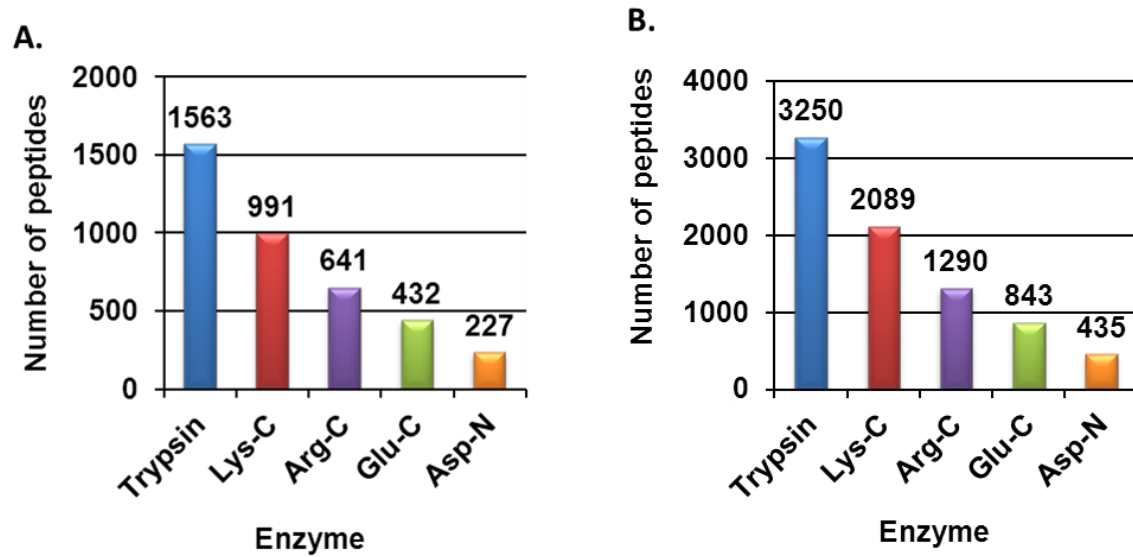 A.
Number of peptides
2000
1500
1000
500
0
1563
991
641
432
227
Trypsin
Lys-C
Arg-C
Glu-C
Asp-N
Enzyme
B.
Number of peptides
4000
3000
2000
1000
0
3250
2089
1290
843
435
Trypsin
Lys-C
Arg-C
Glu-C
Asp-N
Enzyme